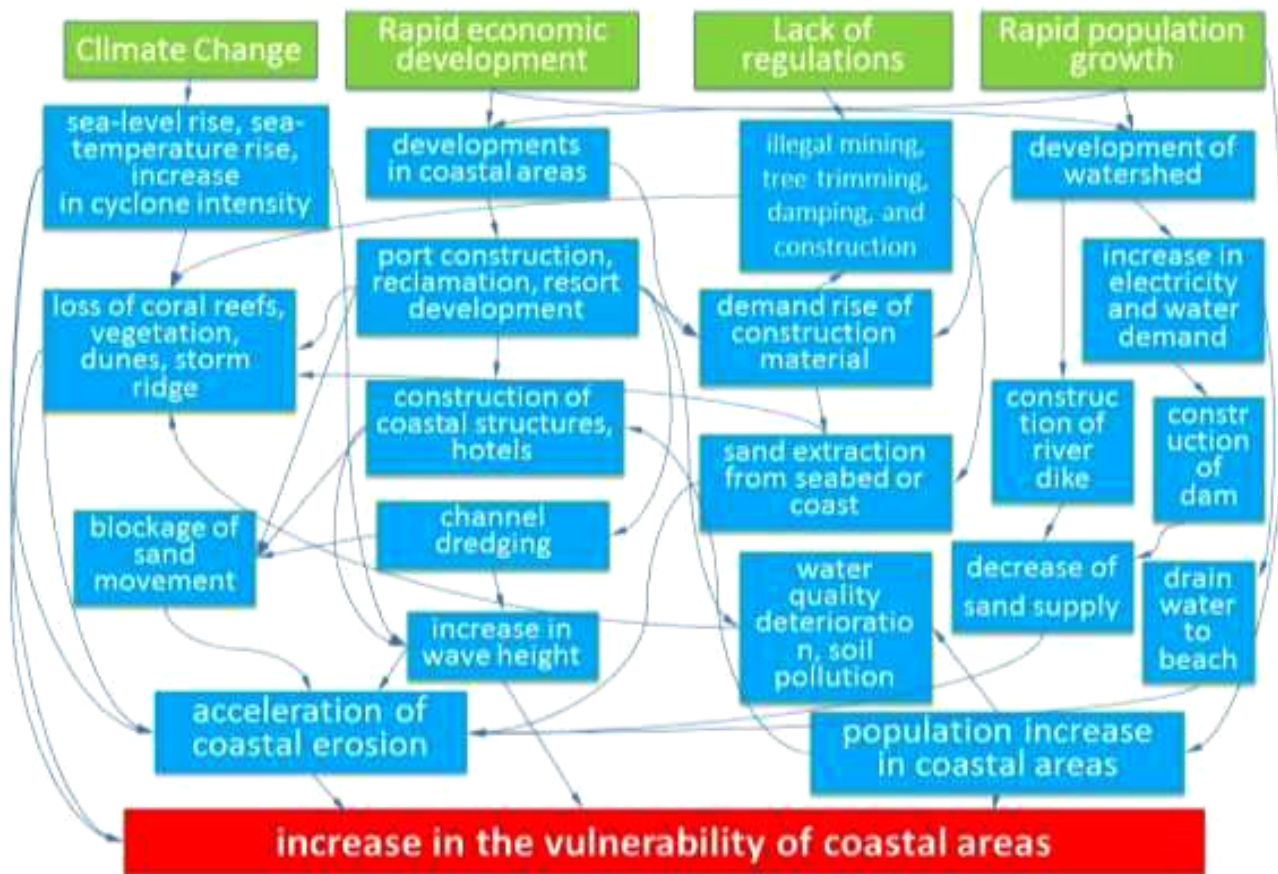 Climate Change
Rapid economic
development
Lack of
regulations
Rapid population
growth
sea-level rise, sea-
temperature rise,
increase
in cyclone intensity
developments
in coastal areas
illegal mining,
tree trimming,
damping, and
construction
development of
watershed
port construction,
reclamation, resort
development
increase in
electricity and water
demand
loss of coral reefs,
vegetation,
dunes, storm
ridge
demand rise of
construction
material
construction of
coastal structures,
hotels
construc
tion of
river
dike
constr
uction
of
dam
sand extraction
from seabed or
coast
blockage of
sand
movement
channel
dredging
water
quality
deterioratio
n, soil
pollution
decrease of
sand supply
drain
water
to
beach
increase in
wave height
acceleration of
coastal erosion
population increase
in coastal areas
increase in the vulnerability of coastal areas